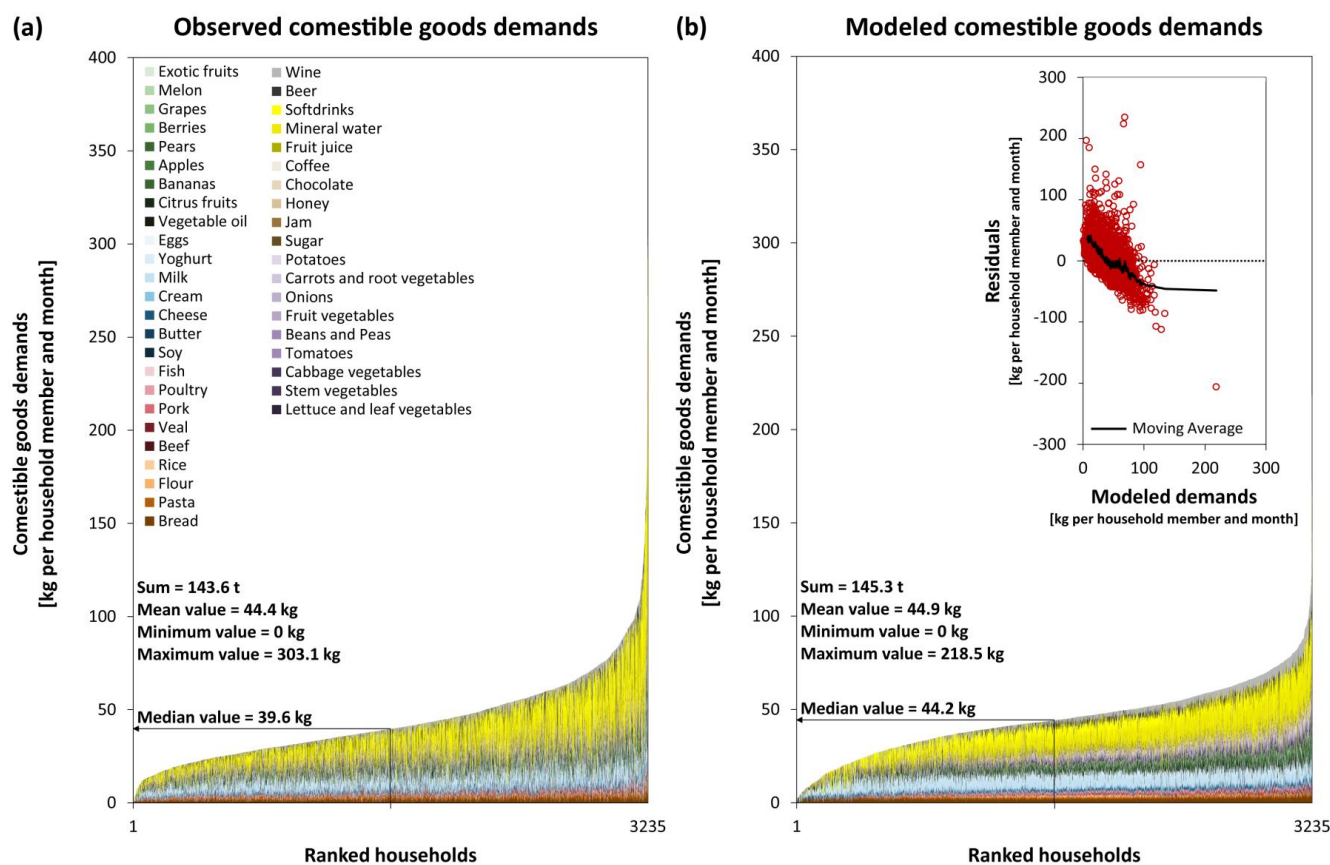 (a)
Observed comestible goods demands
Comestible goods demands
[kg per household member and month]
400
350
300
250
200
150
100
50
0
Exotic fruits
Melon
Grapes
Berries
Pears
Apples
Bananas
Citrus fruits
Vegetable oil
Eggs
Yoghurt
Milk
Cream
Cheese
Butter
Soy
Fish
Poultry
Pork
Veal
Beef
Rice
Flour
Pasta
Bread
Wine
Beer
Softdrinks
Mineral water
Fruit juice
Coffee
Chocolate
Honey
Jam
Sugar
Potatoes
Carrots and root vegetables
Onions
Fruit vegetables
Beans and Peas
Tomatoes
Cabbage vegetables
Stem vegetables
Lettuce and leaf vegetables
Sum = 143.6 t
Mean value = 44.4 kg
Minimum value = 0 kg
Maximum value = 303.1 kg
Median value = 39.6 kg
1
3235
Ranked households
(b)
Modeled comestible goods demands
Comestible goods demands
[kg per household member and month]
400
350
300
250
200
150
100
50
0
Residuals
[kg per household member and month]
300
200
100
0
-100
-200
-300
Moving Average
0
100
200
300
Modeled demands
[kg per household member and month]
Sum = 145.3 t
Mean value = 44.9 kg
Minimum value = 0 kg
Maximum value = 218.5 kg
Median value = 44.2 kg
1
3235
Ranked households